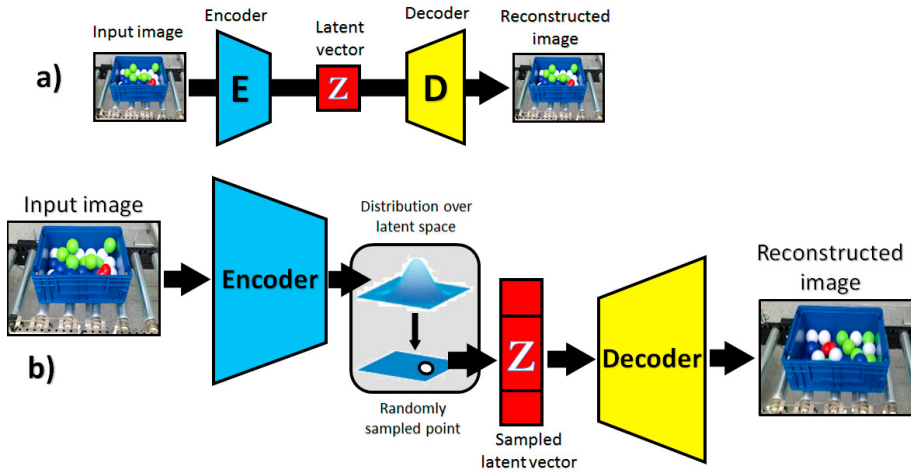 Input image
Encoder
Latent
vector
Decoder
Reconstructed
image
a)
E
Z
D
Input image
Encoder
Distribution over
latent space
Randomly
sampled point
Z
Sampled
latent vector
Decoder
Reconstructed
image
b)